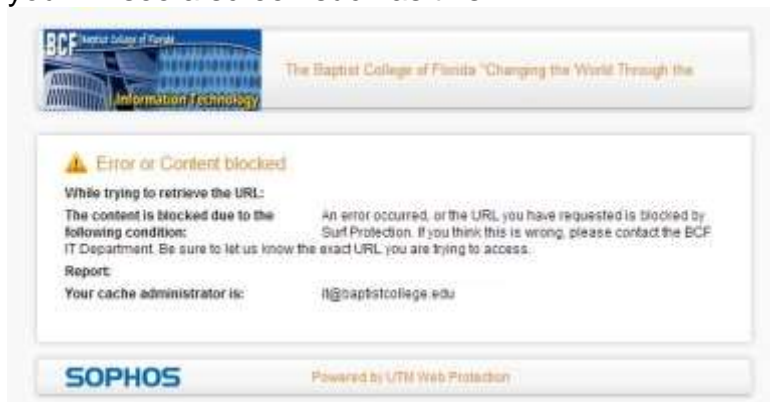 BCF Baptist College of Florida
Information Technology
The Baptist College of Florida "Changing the World Through the
Error or Content blocked
While trying to retrieve the URL:
The content is blocked due to the following condition: An error occurred, or the URL you have requested is blocked by Surf Protection. If you think this is wrong, please contact the BCF
IT Department. Be sure to let us know the exact URL you are trying to access.
Report:
Your cache administrator is: it@baptistcollege.edu
SOPHOS Powered by UTM Web Protection